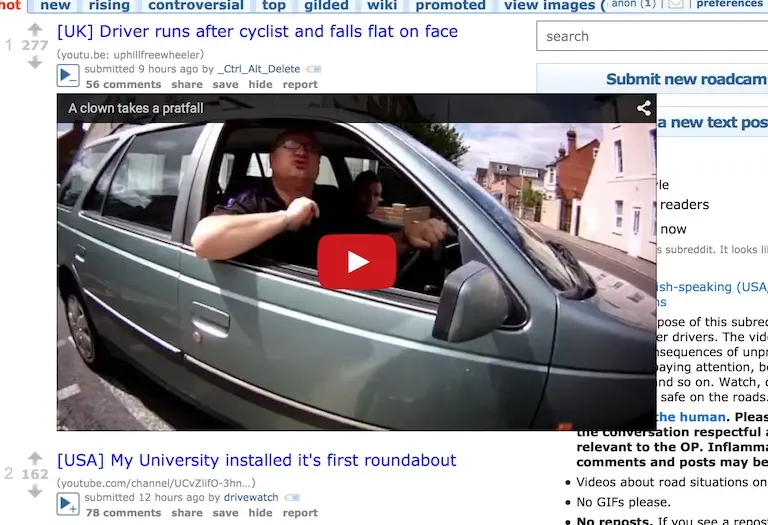 hot new rising controversial top gilded wiki promoted view images ( anon (1) preferences
1 277
[UK] Driver runs after cyclist and falls flat on face
(youtu.be: uphillfreewheeler)
submitted 9 hours ago by _Ctrl_Alt_Delete
56 comments share save hide report
A clown takes a pratfall
2 162
[USA] My University installed it's first roundabout
(youtube.com/channel/UCvZlifO-3hn...)
submitted 12 hours ago by drivewatch
78 comments share save hide report
search
Submit new roadcam
a new text pos
le
readers
now
s subreddit. It looks li
ish-speaking (USA,
ns
pose of this subred
er drivers. The vid
nsequences of unpr
paying attention, be
nd so on. Watch, d
safe on the roads.
the human. Pleas
the conversation respectful a
relevant to the OP. Inflamma
comments and posts may be
Videos about road situations on
No GIFs please.
No reposts. If you see a repost